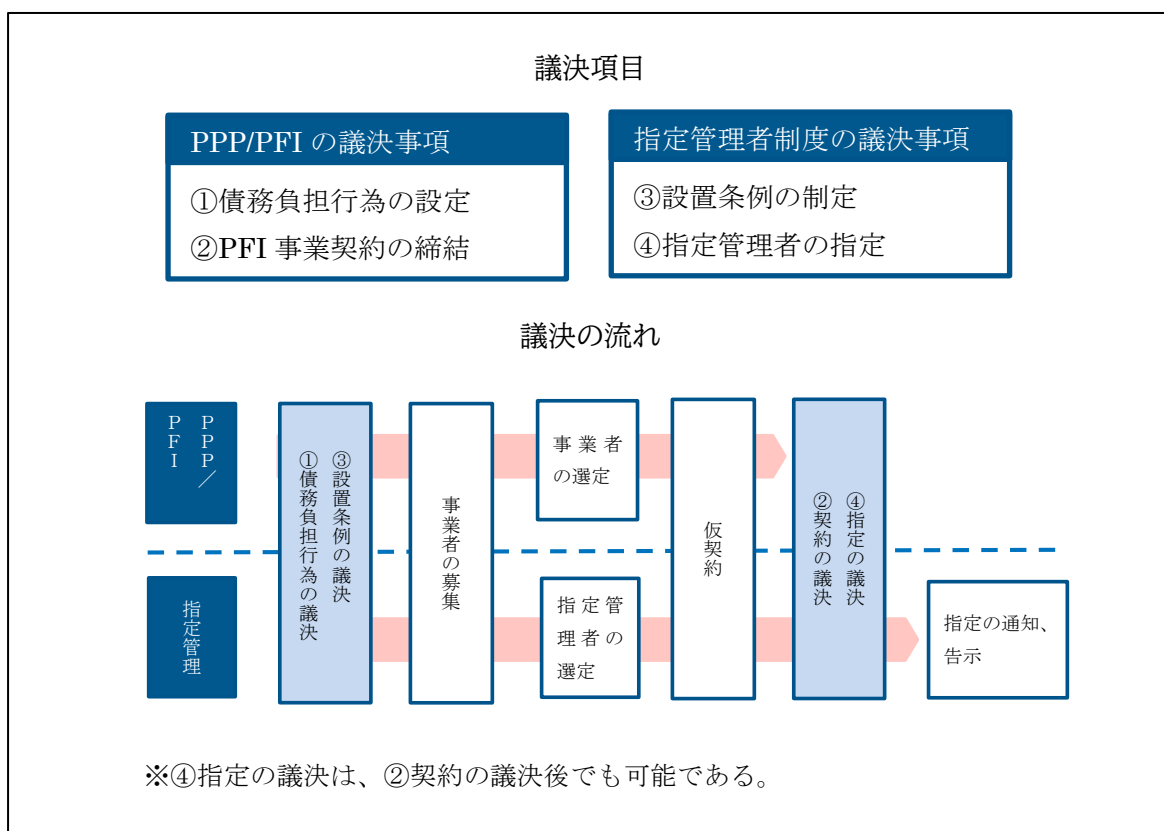 議決項目
PPP/PFI の議決事項
①債務負担行為の設定
②PFI 事業契約の締結
指定管理者制度の議決事項
③設置条例の制定
④指定管理者の指定
議決の流れ
PPP／
PFI
③設置条例の議決
①債務負担行為の議決
事業者の募集
事業者
の選定
仮契約
④指定の議決
②契約の議決
指定管理
指定管
理者の
選定
指定の通知、
告示
※④指定の議決は、②契約の議決後でも可能である。